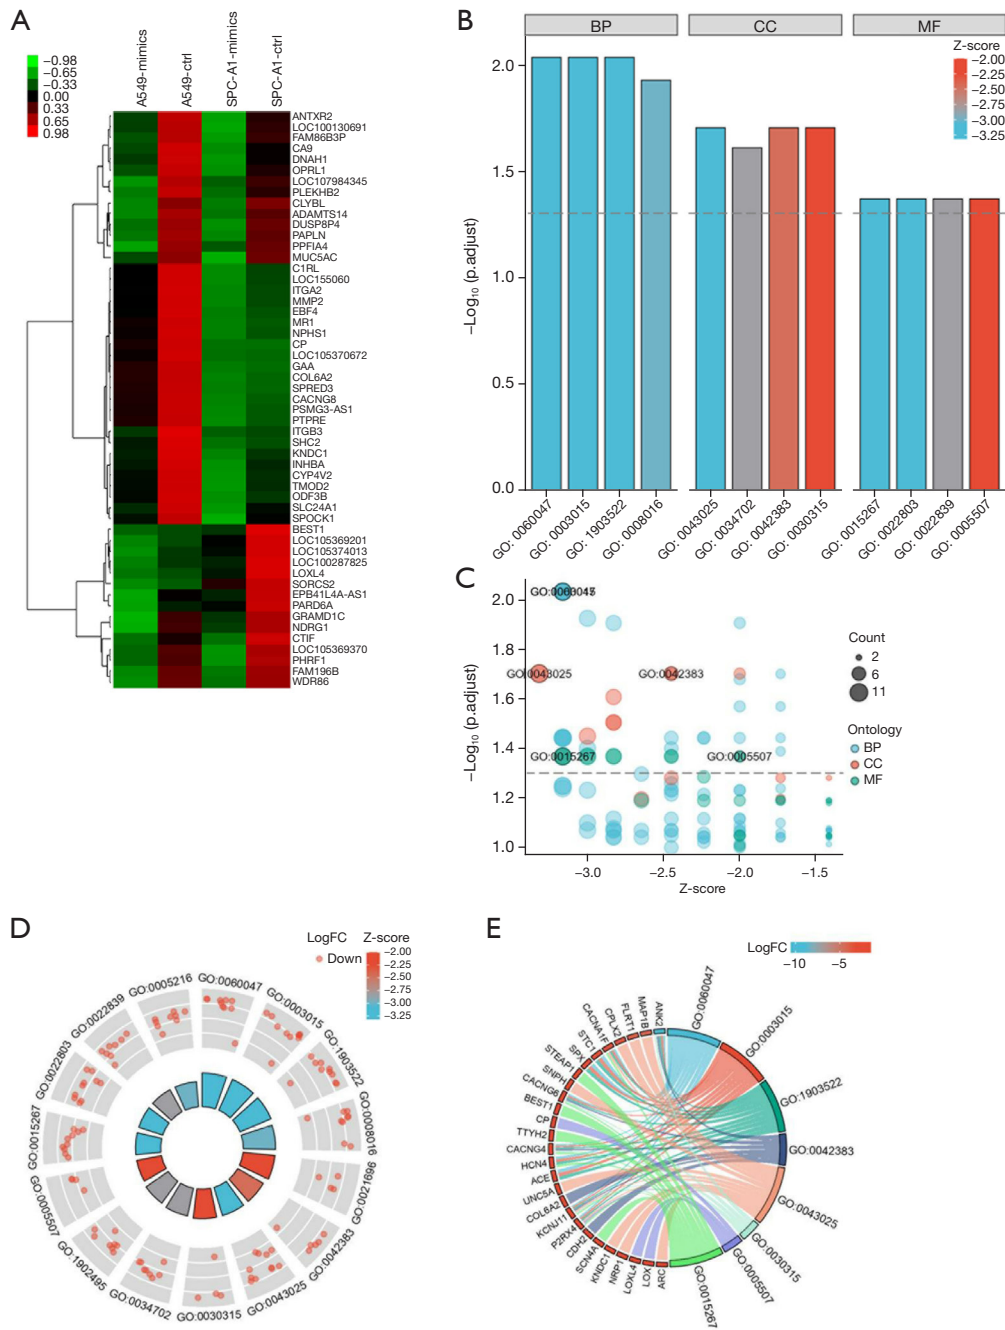 A
A549-mimics
A549-ctrl
SPC-A1-mimics
SPC-A1-ctrl
−0.98
−0.65
−0.33
0.00
0.33
0.65
0.98
ANTXR2
LOC100130691
FAM86B3P
CA9
DNAH1
OPRL1
LOC107984345
PLEKHB2
CLYBL
ADAMTS14
DUSP8P4
PAPLN
PPFIA4
MUC5AC
C1RL
LOC155060
ITGA2
MMP2
EBF4
MR1
NPHS1
CP
LOC105370672
GAA
COL6A2
SPRED3
CACNG8
PSMG3-AS1
PTPRE
ITGB3
SHC2
KNDC1
INHBA
CYP4V2
TMOD2
ODF3B
SLC24A1
SPOCK1
BEST1
LOC105369201
LOC105374013
LOC100287825
LOXL4
SORCS2
EPB41L4A-AS1
PARD6A
GRAMD1C
NDRG1
CTIF
LOC105369370
PHRF1
FAM196B
WDR86
B
BP
CC
MF
Z-score
−2.00
−2.25
−2.50
−2.75
−3.00
−3.25
−Log₁₀ (p.adjust)
2.0
1.5
1.0
0.5
0.0
GO: 0060047
GO: 0003015
GO: 1903522
GO: 0008016
GO: 0043025
GO: 0034702
GO: 0042383
GO: 0030315
GO: 0015267
GO: 0022803
GO: 0022839
GO: 0005507
C
−Log₁₀ (p.adjust)
2.0
1.8
1.6
1.4
1.2
1.0
GO:0043025
GO:0042383
GO:0015267
GO:0005507
−3.0
−2.5
−2.0
−1.5
Z-score
Count
2
6
11
Ontology
BP
CC
MF
D
LogFC
Down
Z-score
−2.00
−2.25
−2.50
−2.75
−3.00
−3.25
GO:0060047
GO:0003015
GO:1903522
GO:0008016
GO:0021696
GO:0042383
GO:0043025
GO:0030315
GO:0034702
GO:1902495
GO:0005507
GO:0015267
GO:0022803
GO:0022839
GO:0005216
E
LogFC
−10
−5
GO:0060047
GO:0003015
GO:1903522
GO:0042383
GO:0043025
GO:0030315
GO:0005507
GO:0015267
ANK2
MAP1B
FLRT1
CPLX2
CACNA1F
STC1
SPX
STEAP1
SNPH
CACNG8
BEST1
CP
TTYH2
CACNG4
HCN4
ACE
UNC5A
COL6A2
KCNJ11
P2RX4
CDH2
SCN4A
KNDC1
NRP1
LOXL4
LOX
ARC